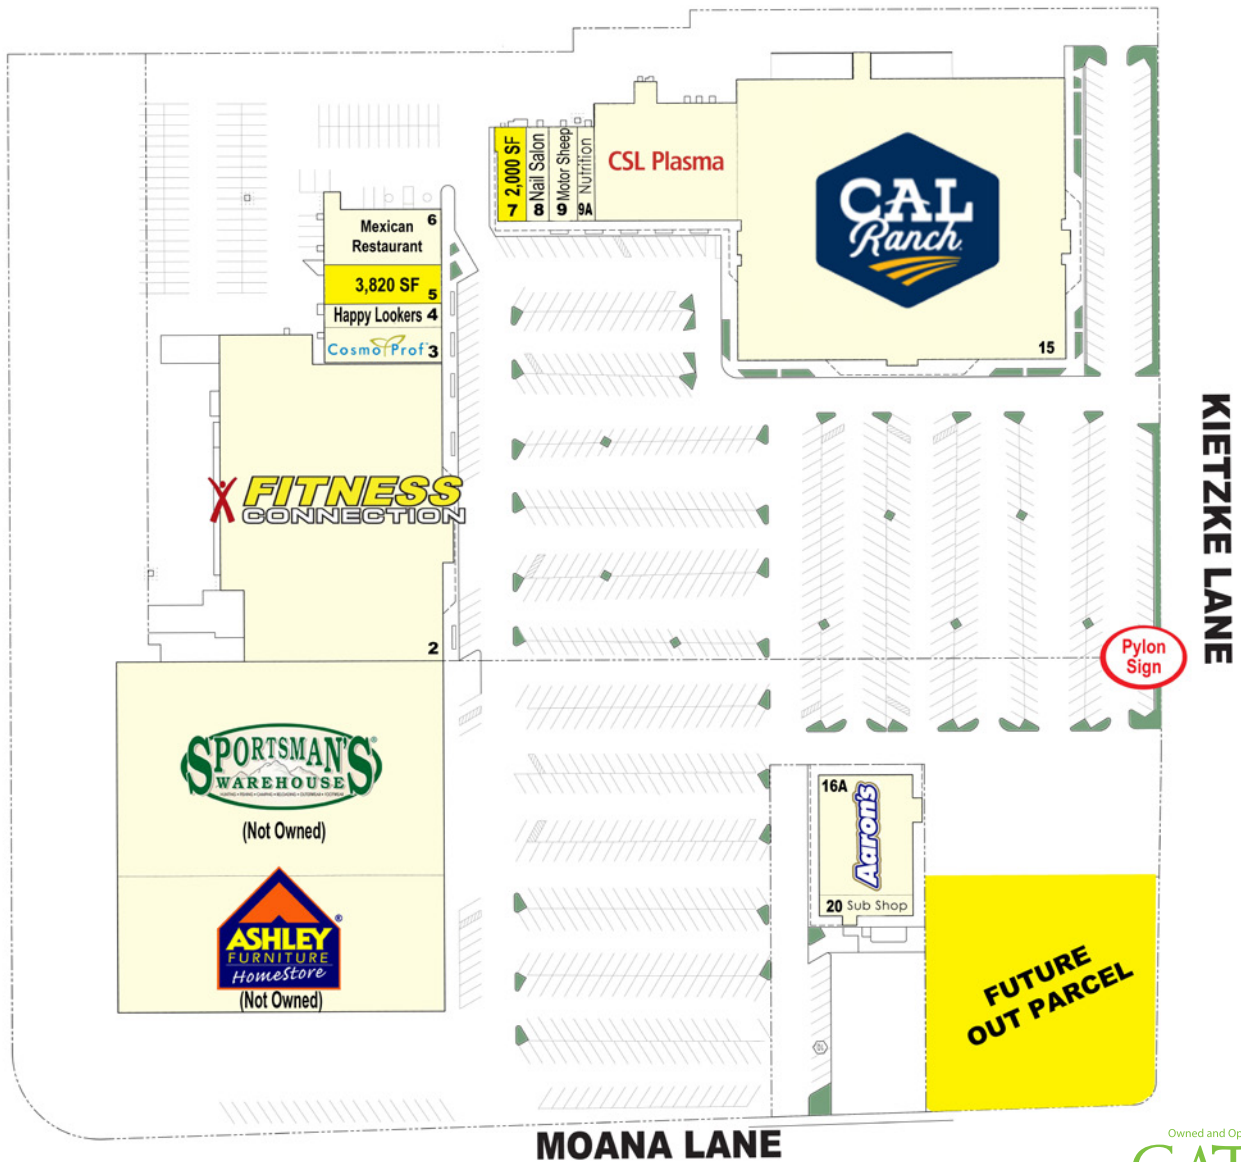 2,000 SF
7
Nail Salon
8
Motor Sheep
9
Nutrition
9A
CSL Plasma
CAL
Ranch
15
Mexican
Restaurant
6
3,820 SF
5
Happy Lookers 4
CosmoProf 3
FITNESS
CONNECTION
2
SPORTSMAN'S®
WAREHOUSE
(Not Owned)
ASHLEY®
FURNITURE
HomeStore
(Not Owned)
KIETZKE LANE
Pylon
Sign
16A
Aaron's
20 Sub Shop
FUTURE
OUT PARCEL
MOANA LANE
Owned and Op